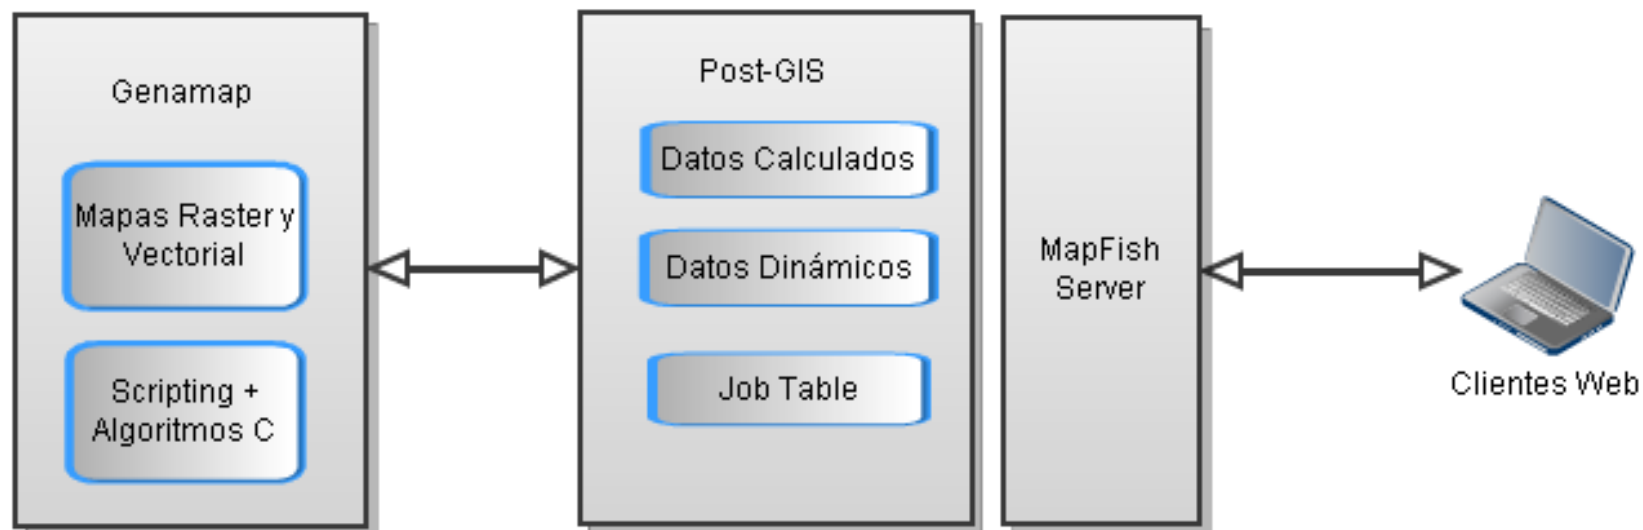 Genamap
Mapas Raster y
Vectorial
Scripting +
Algoritmos C
Post-GIS
Datos Calculados
Datos Dinámicos
Job Table
MapFish
Server
Clientes Web